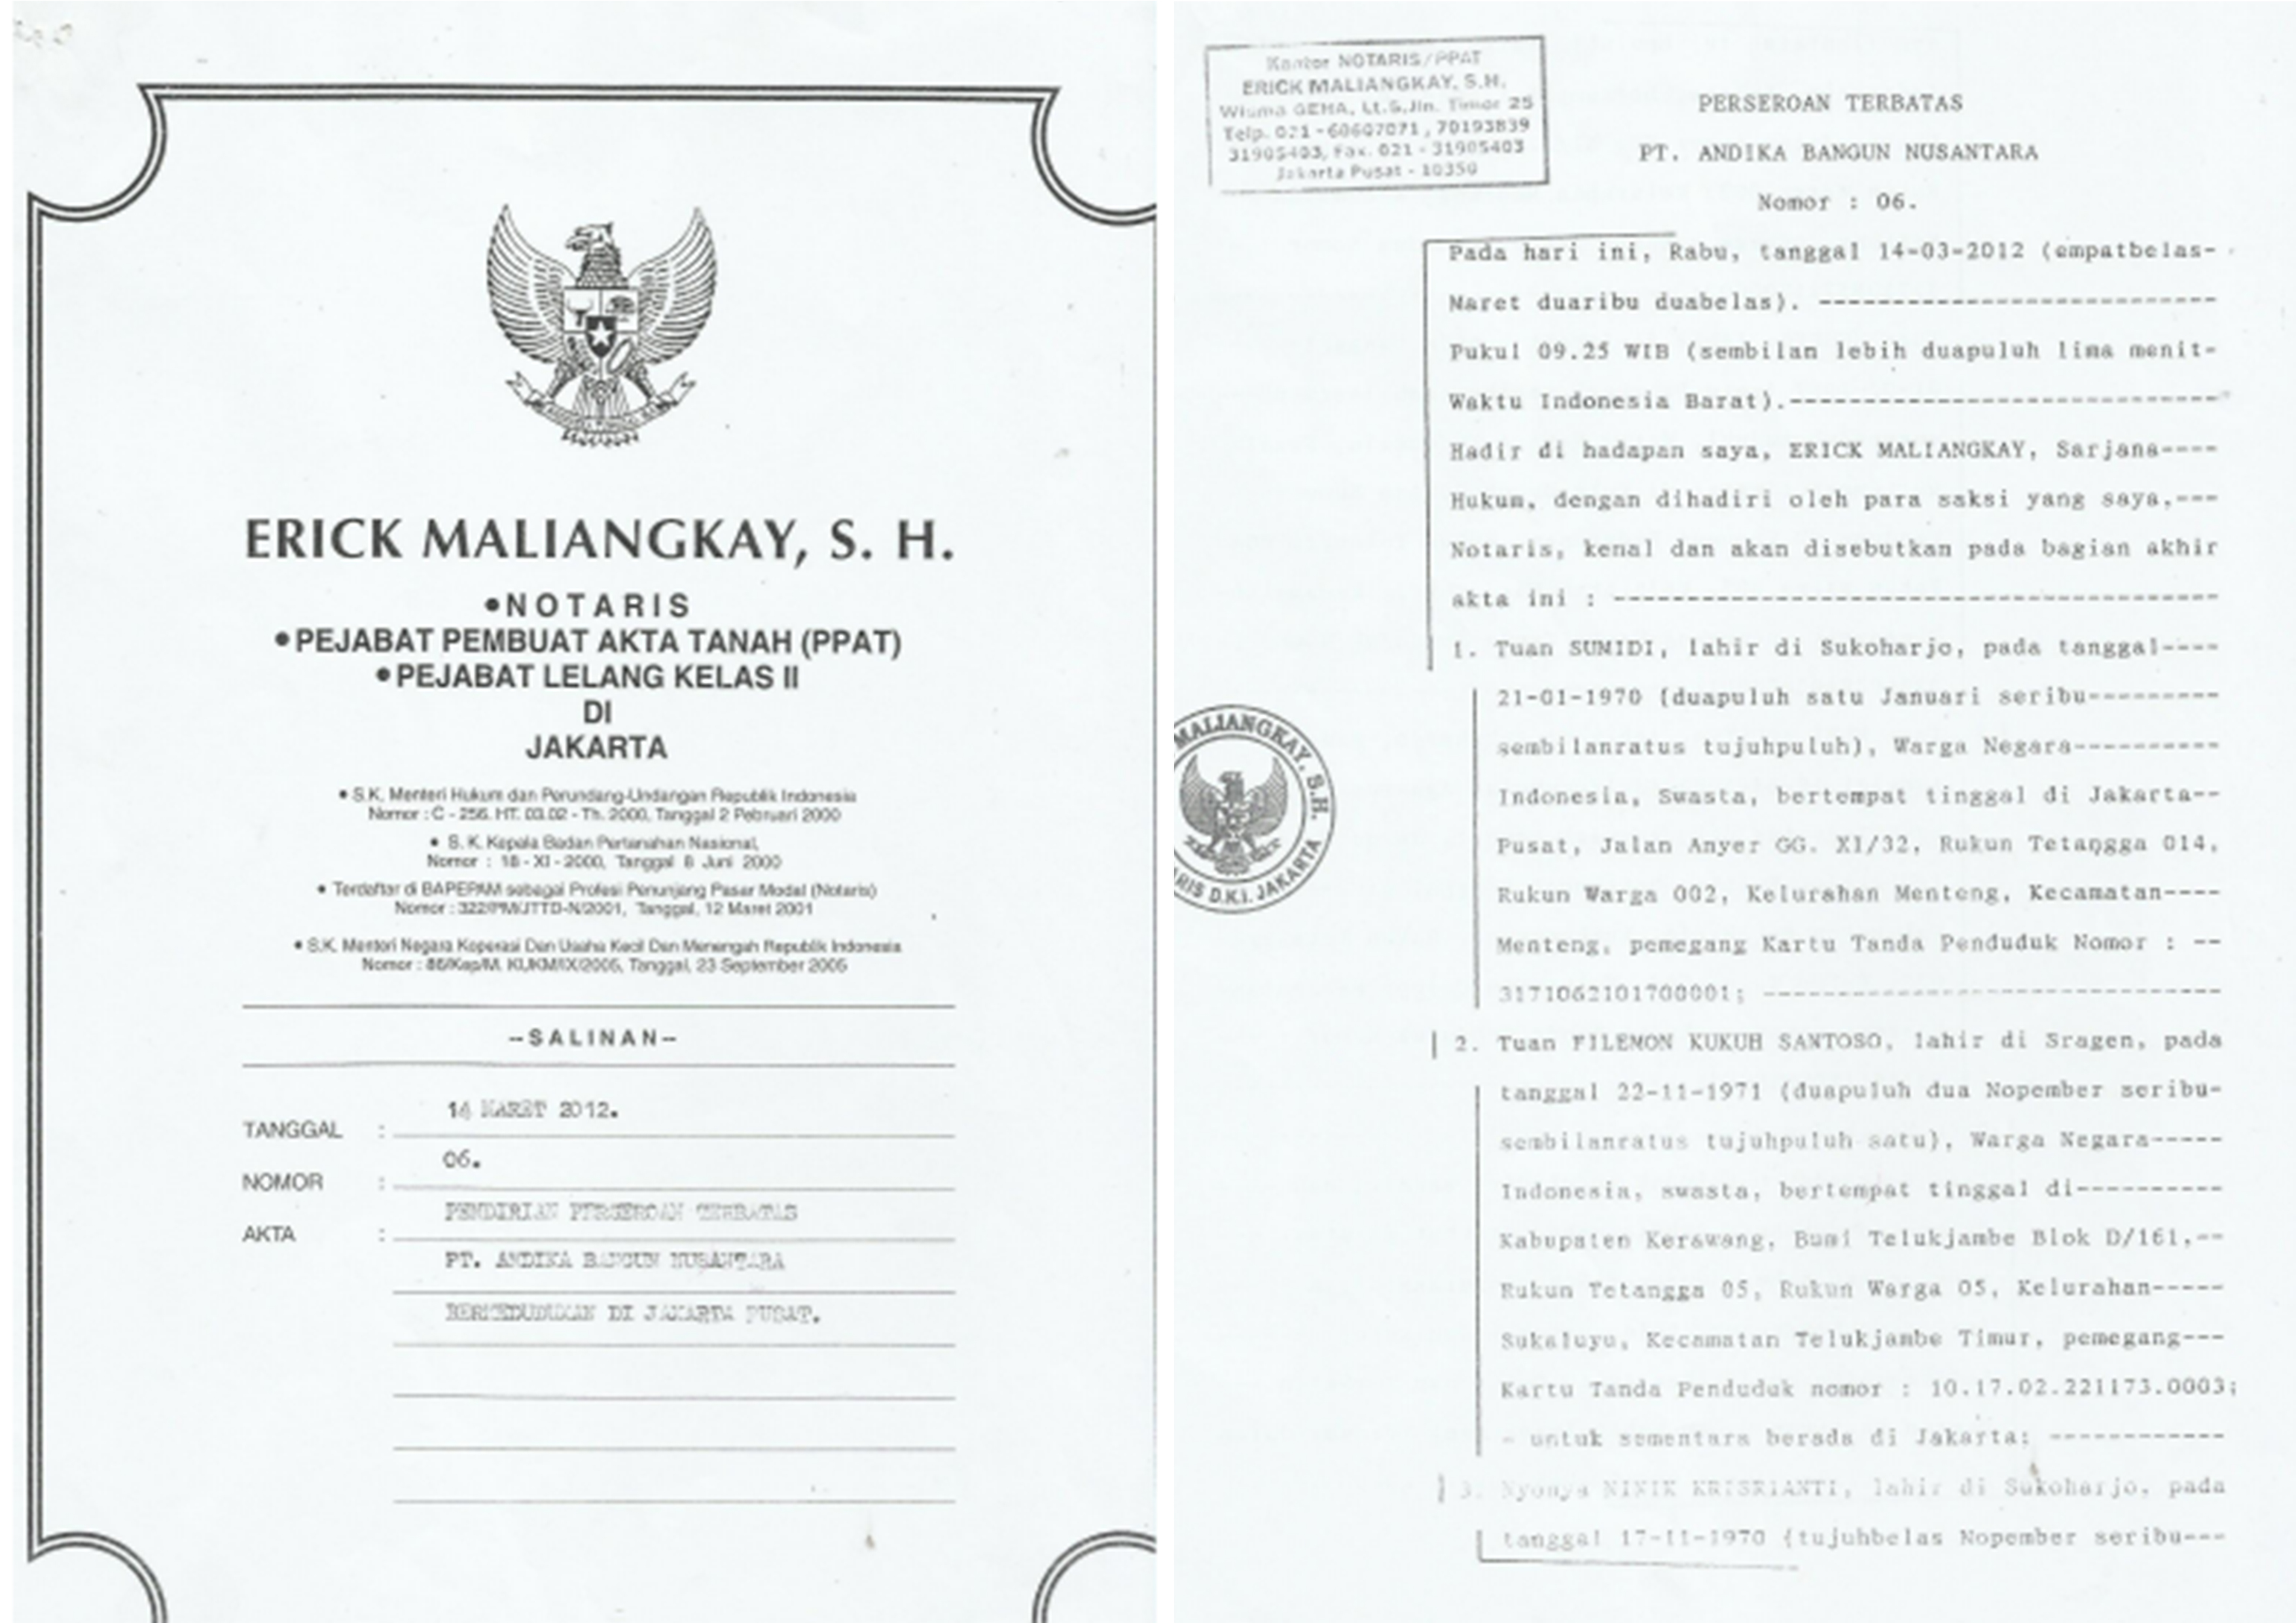 ERICK MALIANGKAY, S. H.
•NOTARIS
•PEJABAT PEMBUAT AKTA TANAH (PPAT)
•PEJABAT LELANG KELAS II
DI
JAKARTA
• S.K. Menteri Hukum dan Perundang-Undangan Republik Indonesia
Nomor : C - 256. HT. 03.02 - Th. 2000, Tanggal 2 Pebruari 2000
• S. K. Kepala Badan Pertanahan Nasional,
Nomor : 18 - XI - 2000, Tanggal 8 Juni 2000
• Terdaftar di BAPEPAM sebagai Profesi Penunjang Pasar Modal (Notaris)
Nomor : 322/PM/JTTD-N/2001, Tanggal, 12 Maret 2001
• S.K. Menteri Negara Koperasi Dan Usaha Kecil Dan Menengah Republik Indonesia
Nomor : Tanggal, 23 September
--SALINAN--
TANGGAL : 14 MARET 2012.
NOMOR : 06.
AKTA : PENDIRIAN PERSEROAN TERBATAS
PT. ANDIKA BANGUN NUSANTARA
BERKEDUDUKAN DI JAKARTA PUSAT.
Kantor NOTARIS/PPAT
ERICK MALIANGKAY, S.H.
Wisma GEHA, Jln. Timor 25
Telp. 021 - 60607071, 70193839
31905403, Fax. 021 - 31905403
Jakarta Pusat - 10350
PERSEROAN TERBATAS
PT. ANDIKA BANGUN NUSANTARA
Nomor : 06.
Pada hari ini, Rabu, tanggal 14-03-2012 (empatbelas-
Maret duaribu duabelas). ---------------------------
Pukul 09.25 WIB (sembilan lebih duapuluh lima menit-
Waktu Indonesia Barat).-----------------------------
Hadir di hadapan saya, ERICK MALIANGKAY, Sarjana----
Hukum, dengan dihadiri oleh para saksi yang saya,---
Notaris, kenal dan akan disebutkan pada bagian akhir
akta ini : -----------------------------------------
1. Tuan SUMIDI, lahir di Sukoharjo, pada tanggal----
21-01-1970 (duapuluh satu Januari seribu---------
sembilanratus tujuhpuluh), Warga Negara----------
Indonesia, Swasta, bertempat tinggal di Jakarta--
Pusat, Jalan Anyer GG. XI/32, Rukun Tetangga 014,
Rukun Warga 002, Kelurahan Menteng, Kecamatan----
Menteng, pemegang Kartu Tanda Penduduk Nomor : --
3171062101700001; -------------------------------
2. Tuan FILEMON KUKUH SANTOSO, lahir di Sragen, pada
tanggal 22-11-1971 (duapuluh dua Nopember seribu-
sembilanratus tujuhpuluh satu), Warga Negara-----
Indonesia, swasta, bertempat tinggal di----------
Kabupaten Kerawang, Bumi Telukjambe Blok D/161,--
Rukun Tetangga 05, Rukun Warga 05, Kelurahan-----
Sukaluyu, Kecamatan Telukjambe Timur, pemegang---
Kartu Tanda Penduduk nomor : 10.17.02.221173.0003;
- untuk sementara berada di Jakarta; ------------
3. Nyonya NINIK KRISRIANTI, lahir di Sukoharjo, pada
tanggal 17-11-1970 (tujuhbelas Nopember seribu---
MALIANGKAY, S.H.
RIS D.K.I. JAKARTA